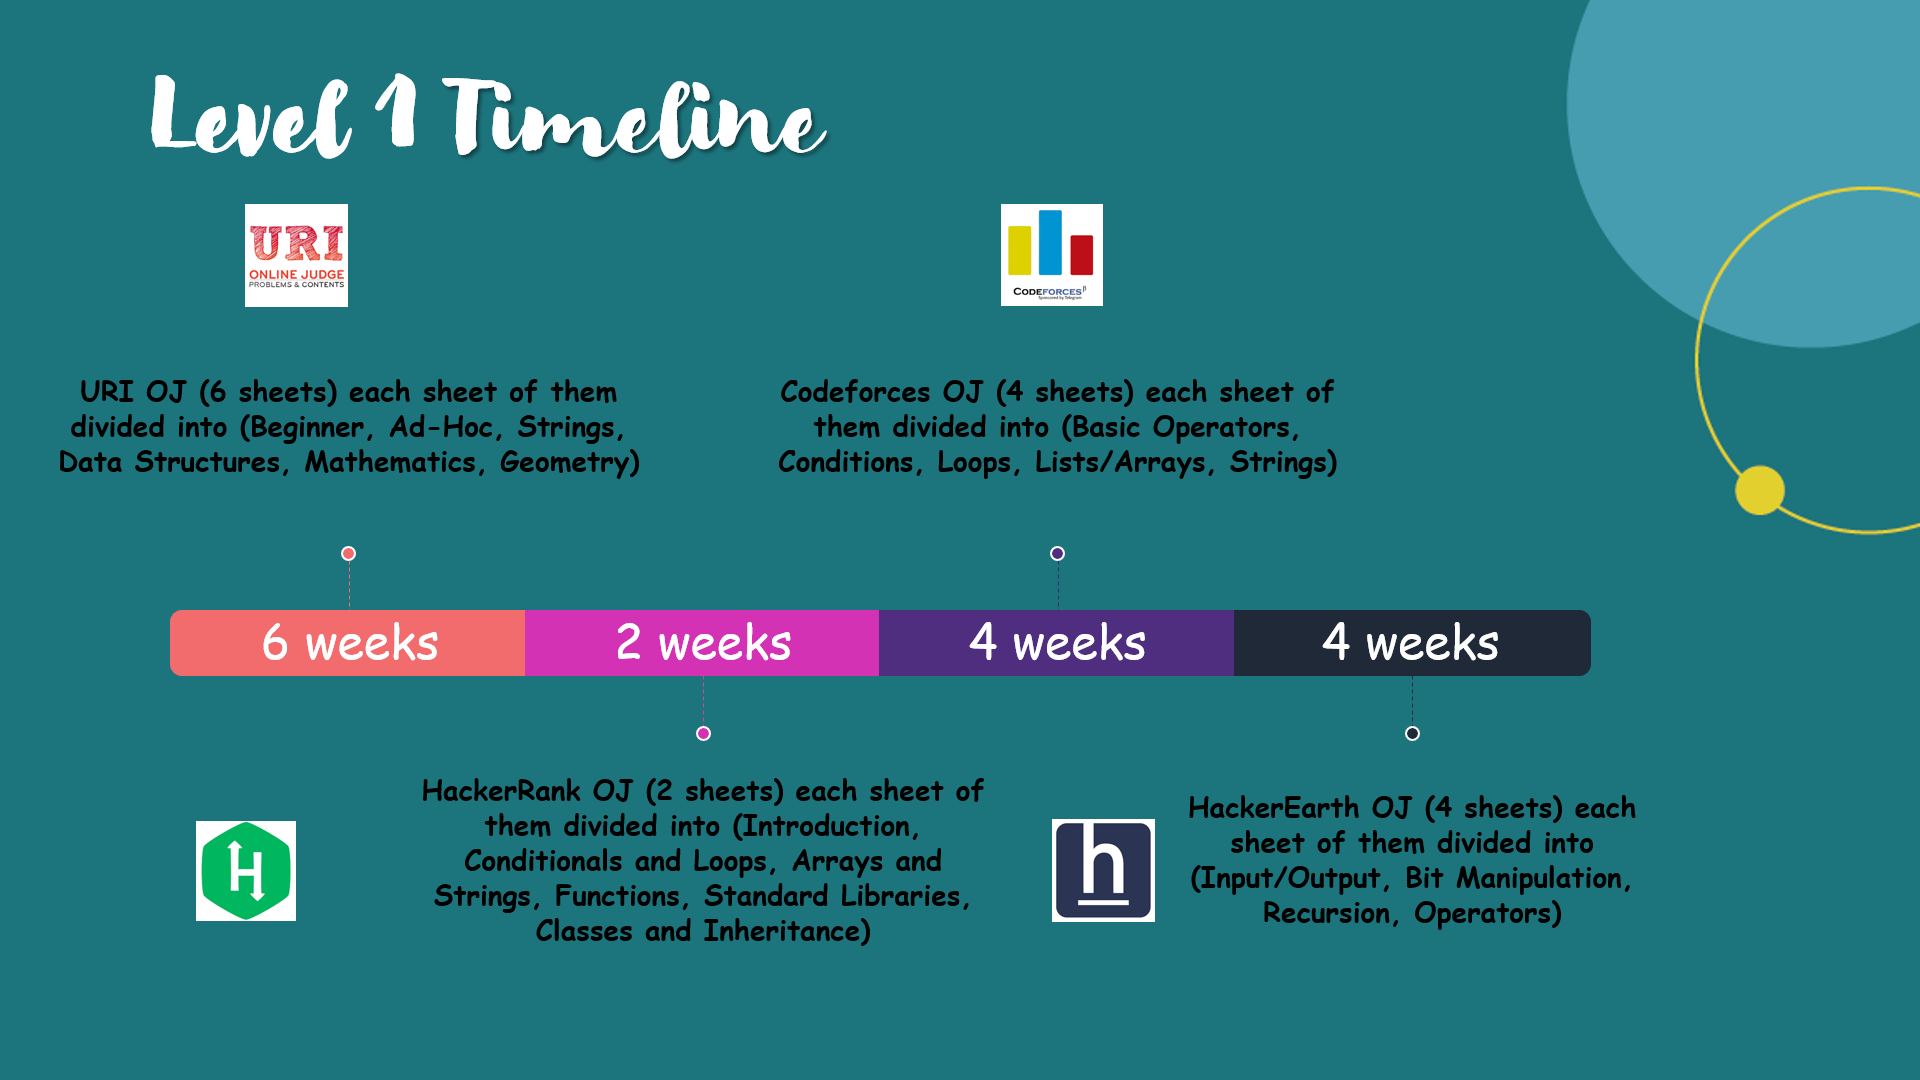 Level 1 Timeline
URI
ONLINE JUDGE
PROBLEMS & CONTENTS
CODEFORCES β
Sponsored by Telegram
URI OJ (6 sheets) each sheet of them
divided into (Beginner, Ad-Hoc, Strings,
Data Structures, Mathematics, Geometry)
Codeforces OJ (4 sheets) each sheet of
them divided into (Basic Operators,
Conditions, Loops, Lists/Arrays, Strings)
6 weeks
2 weeks
4 weeks
4 weeks
H
HackerRank OJ (2 sheets) each sheet of
them divided into (Introduction,
Conditionals and Loops, Arrays and
Strings, Functions, Standard Libraries,
Classes and Inheritance)
h
HackerEarth OJ (4 sheets) each
sheet of them divided into
(Input/Output, Bit Manipulation,
Recursion, Operators)